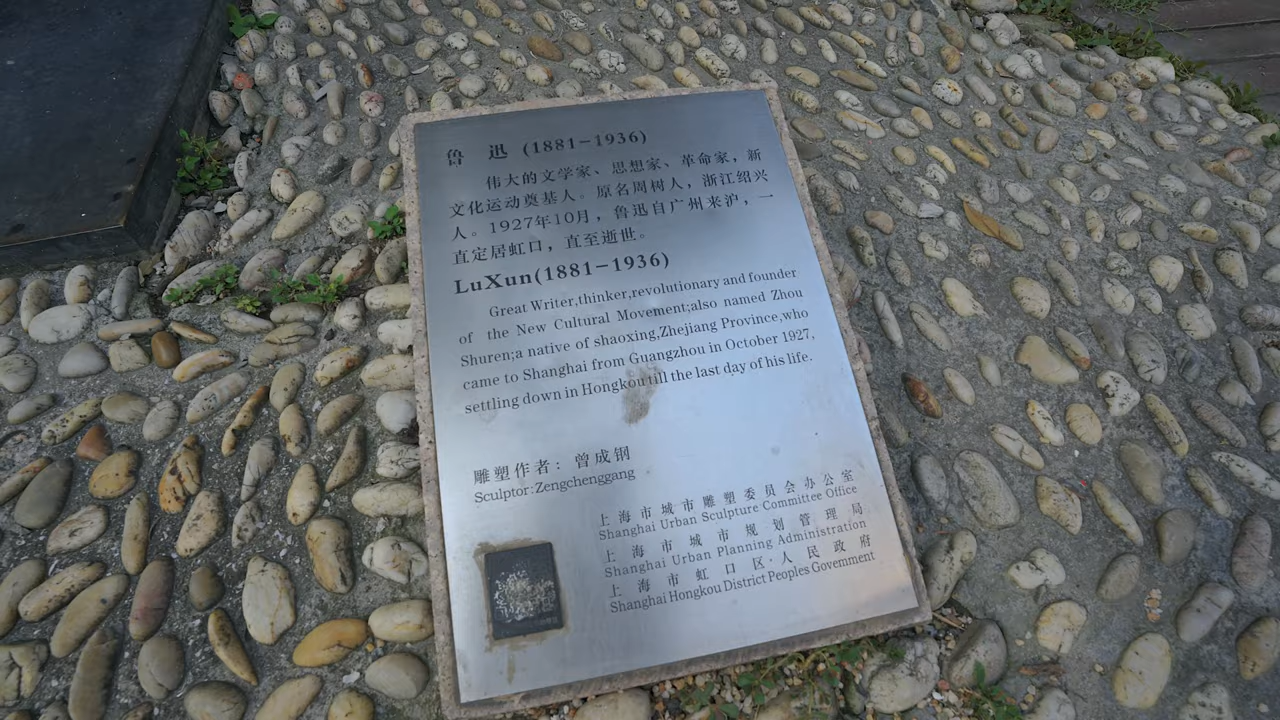 鲁 迅 (1881-1936)
伟大的文学家、思想家、革命家，新
文化运动奠基人。原名周树人，浙江绍兴
人。1927年10月，鲁迅自广州来沪，一
直定居虹口，直至逝世。
LuXun(1881-1936)
Great Writer,thinker,revolutionary and founder
of the New Cultural Movement;also named Zhou
Shuren;a native of shaoxing,Zhejiang Province,who
came to Shanghai from Guangzhou in October 1927,
settling down in Hongkou till the last day of his life.
雕塑作者：曾成钢
Sculptor:Zengchenggang
上海市城市雕塑委员会办公室
Shanghai Urban Sculpture Committee Office
上海市城市规划管理局
Shanghai Urban Planning Administration
上海市虹口区·人民政府
Shanghai Hongkou District Peoples Govemment